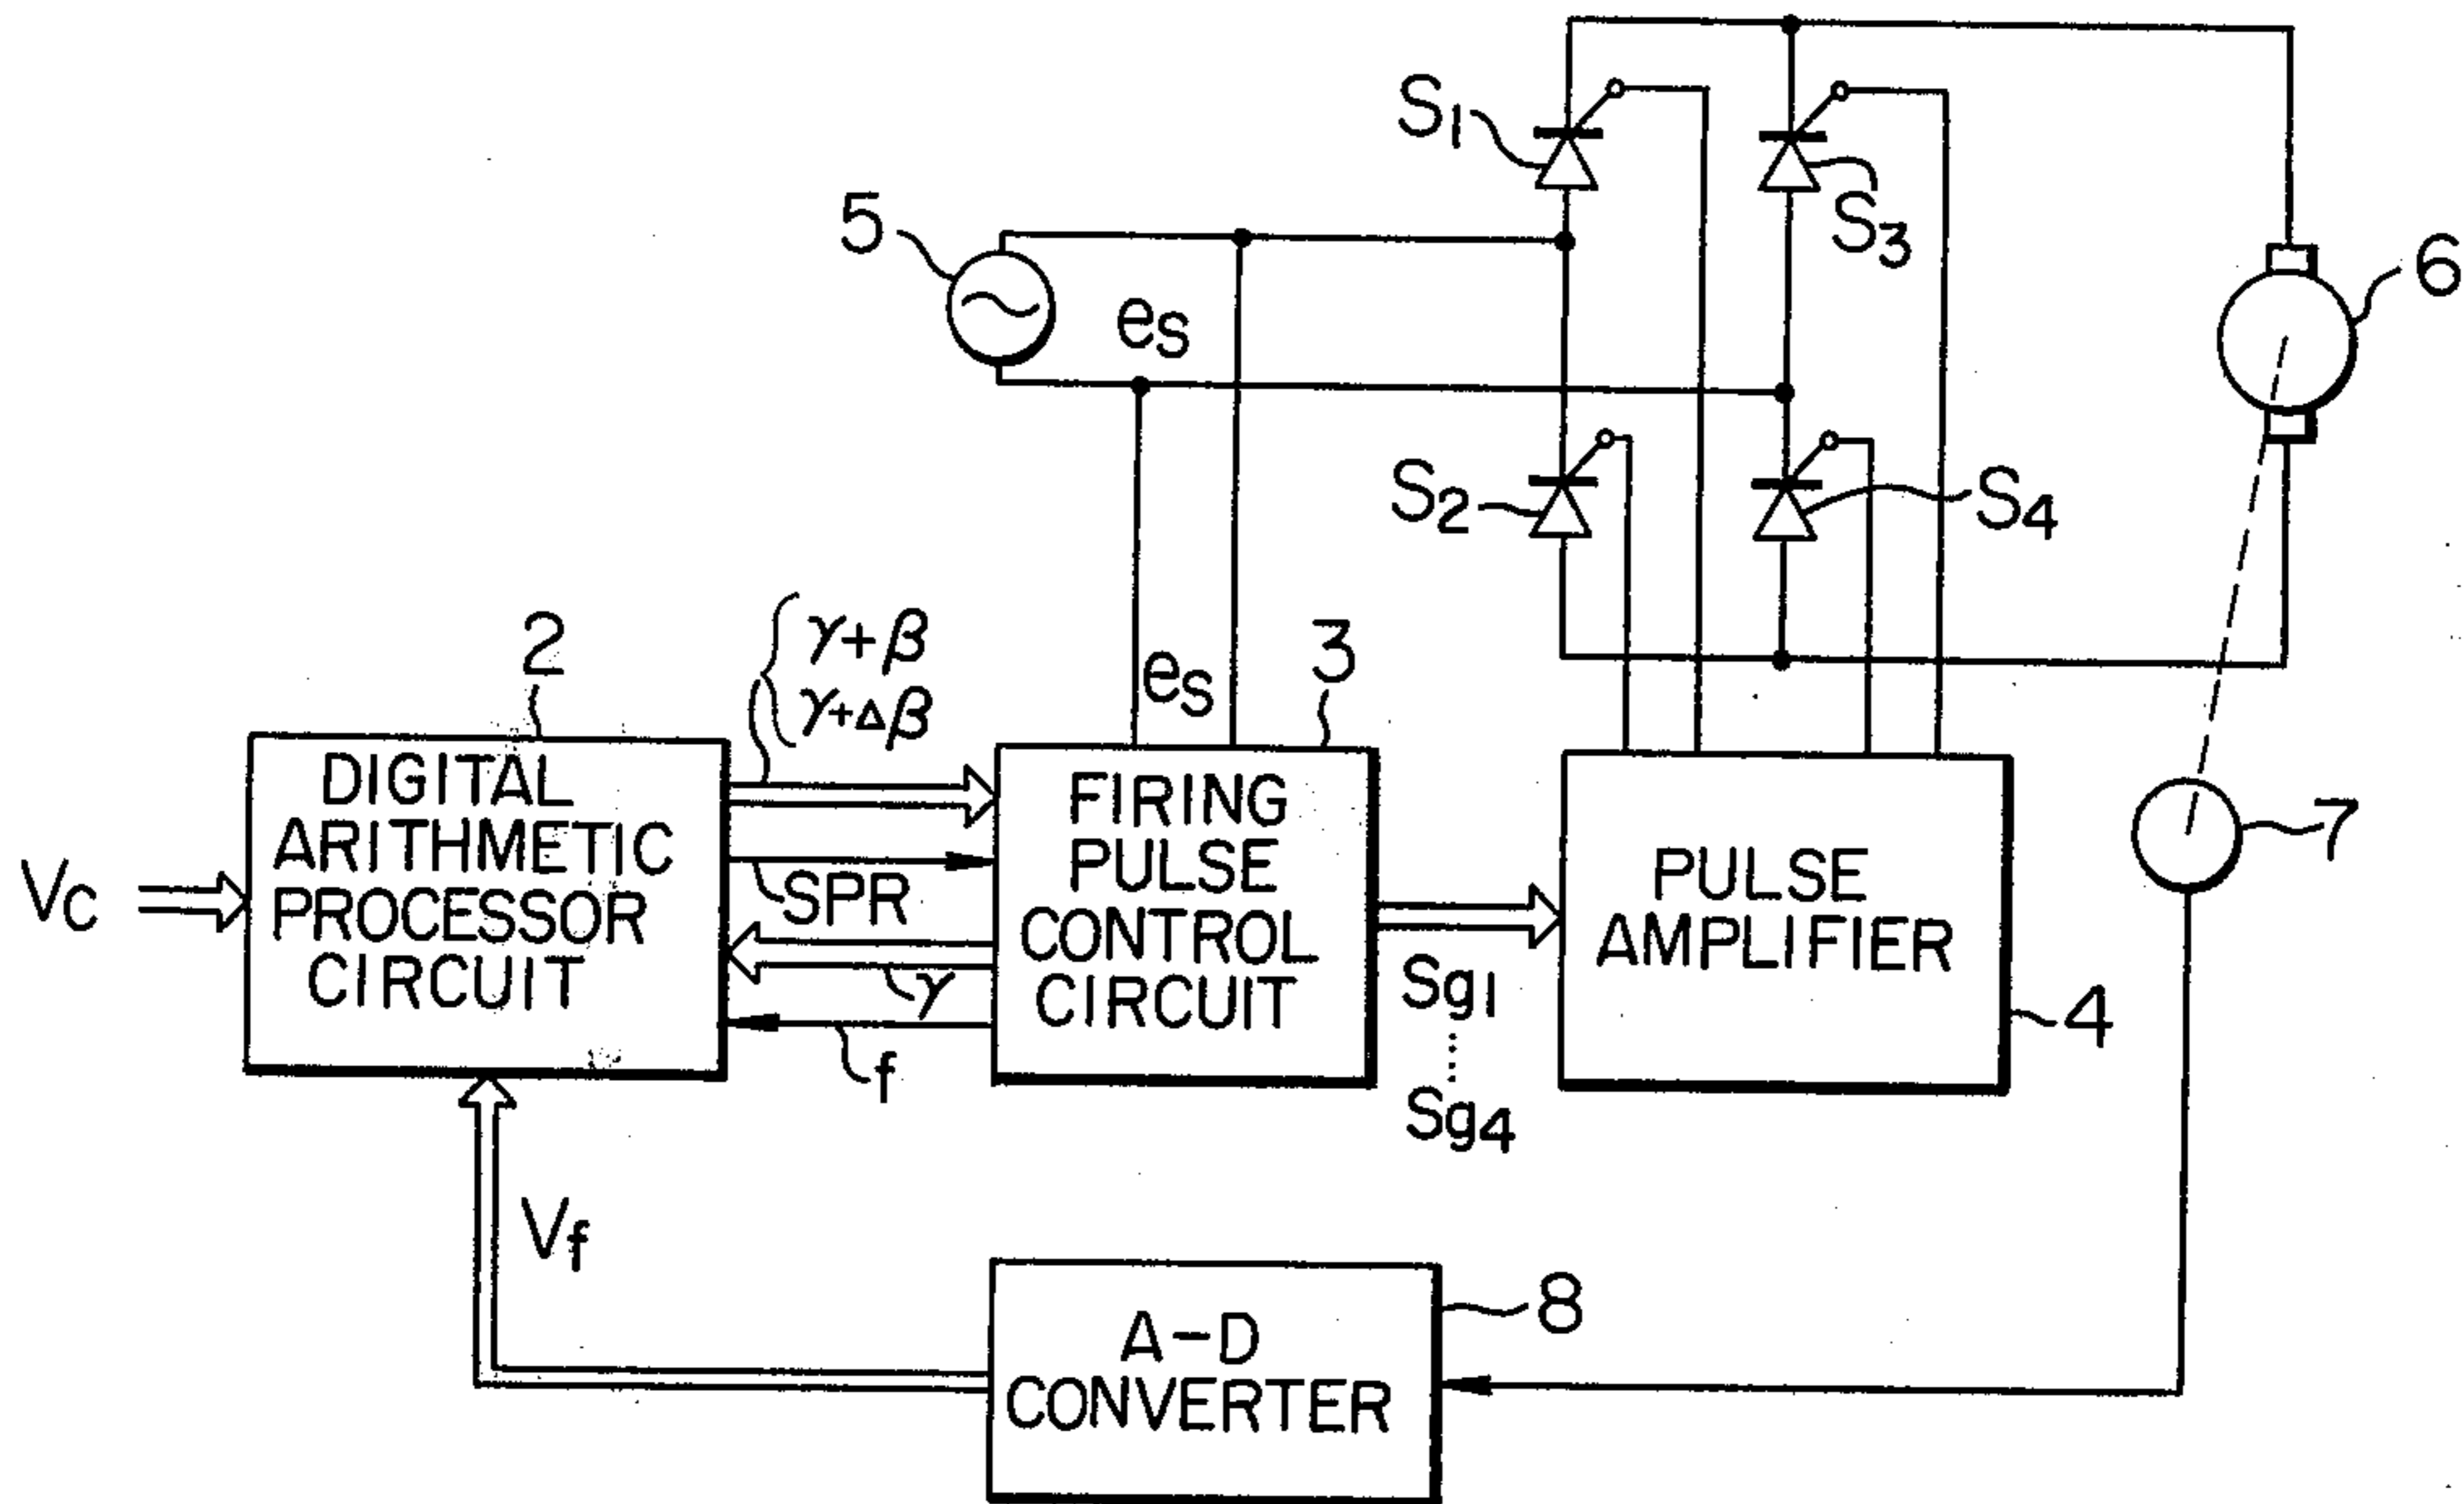 S1
S3
5
6
es
S2
S4
2
γ+β
γ+Δβ
es
3
DIGITAL
ARITHMETIC
PROCESSOR
CIRCUIT
FIRING
PULSE
CONTROL
CIRCUIT
PULSE
AMPLIFIER
7
VC
SPR
γ
f
Sg1
Sg4
4
Vf
A-D
CONVERTER
8